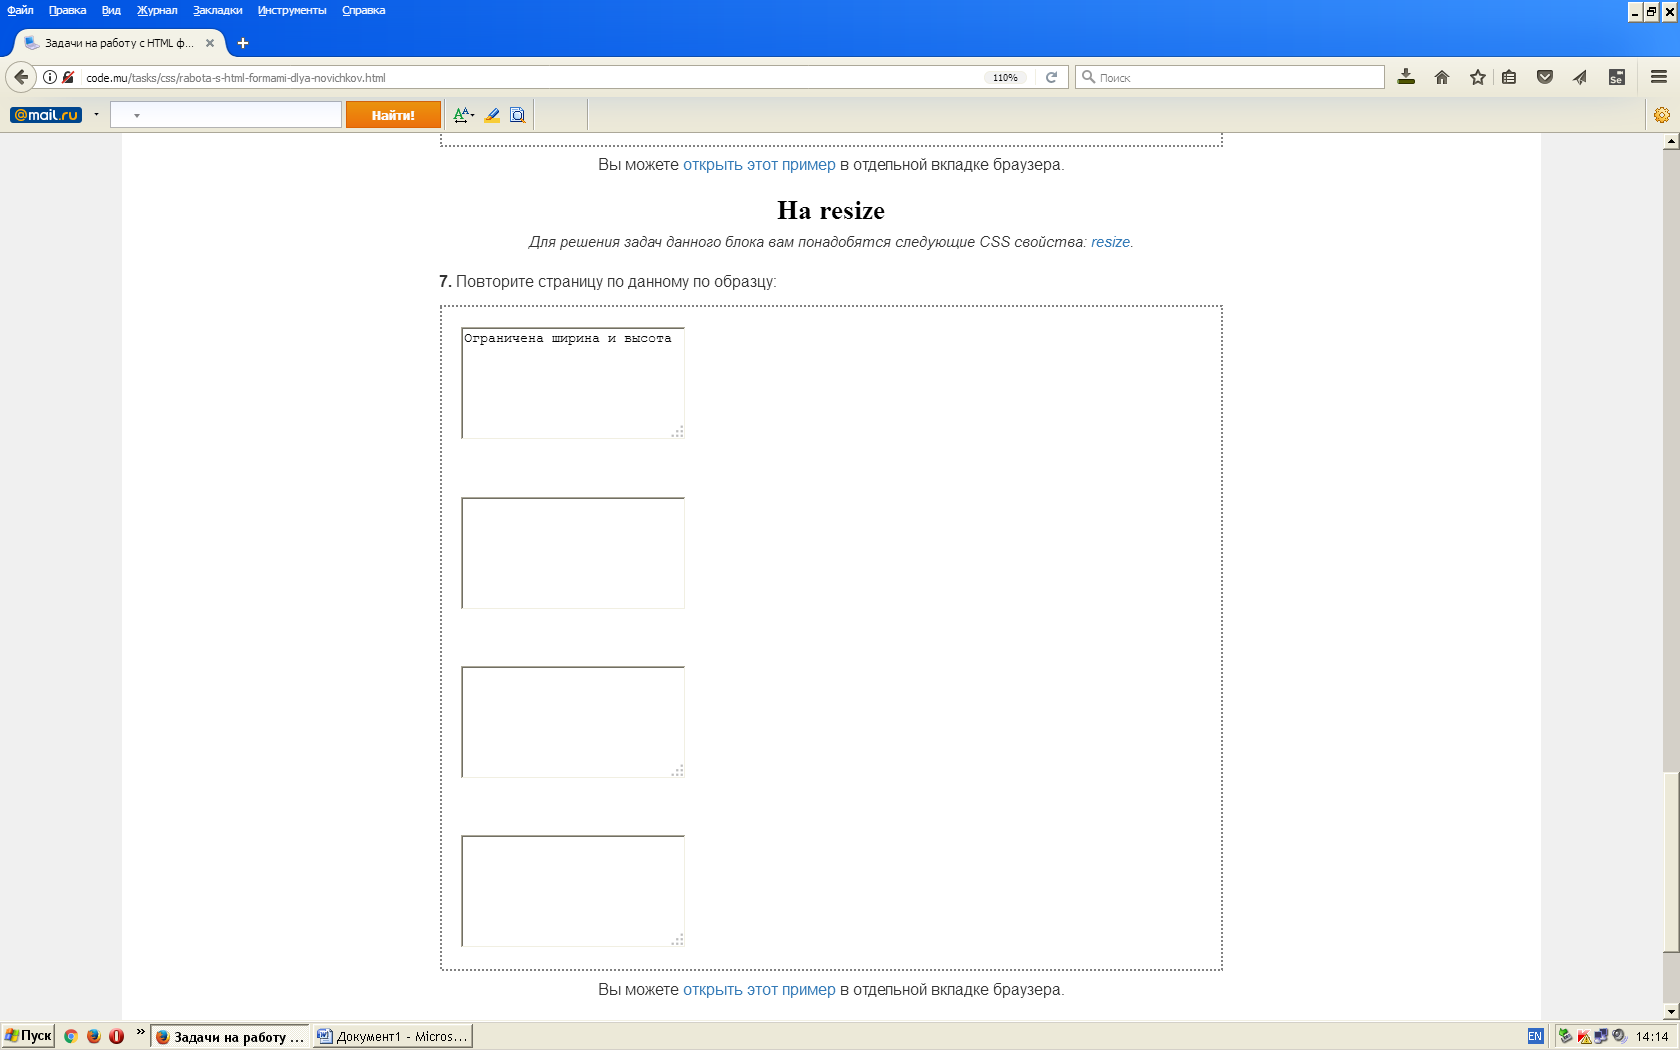 Файл Правка Вид Журнал Закладки Инструменты Справка
Задачи на работу с HTML ф...
code.mu/tasks/css/rabota-s-html-formami-dlya-novichkov.html 110% Поиск
@mail.ru Найти!
Вы можете открыть этот пример в отдельной вкладке браузера.
На resize
Для решения задач данного блока вам понадобятся следующие CSS свойства: resize.
7. Повторите страницу по данному по образцу:
Ограничена ширина и высота
Вы можете открыть этот пример в отдельной вкладке браузера.
Пуск » Задачи на работу ... Документ1 - Micros... EN 14:14